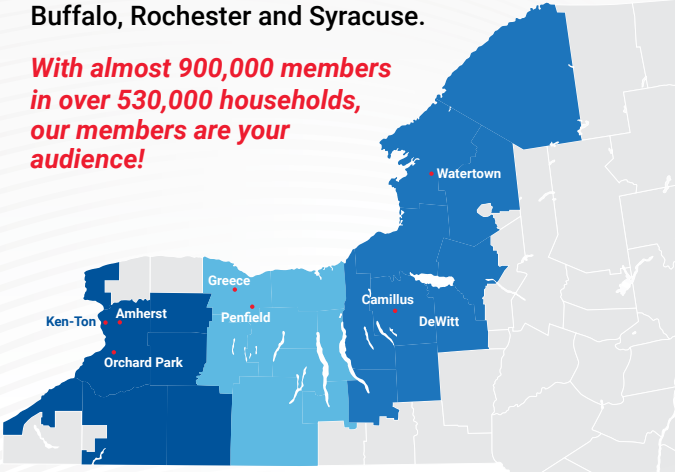 Buffalo, Rochester and Syracuse.
With almost 900,000 members
in over 530,000 households,
our members are your
audience!
Watertown
Greece
Penfield
Camillus
DeWitt
Ken-Ton
Amherst
Orchard Park